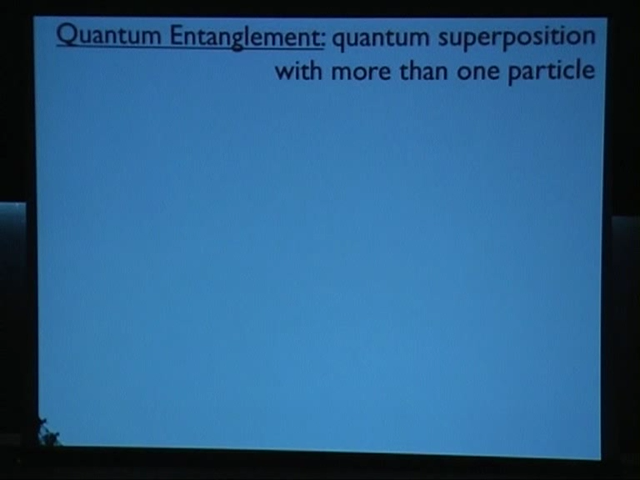 Quantum Entanglement: quantum superposition
with more than one particle